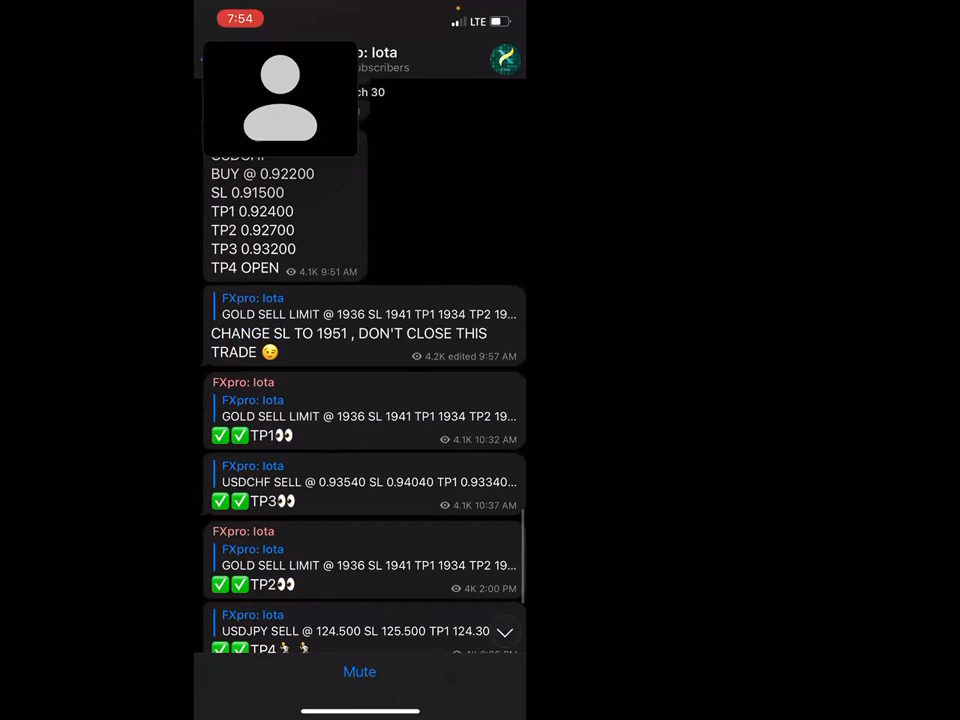 7:54
LTE
o: Iota
ubscribers
ch 30
USDCHF
BUY @ 0.92200
SL 0.91500
TP1 0.92400
TP2 0.92700
TP3 0.93200
TP4 OPEN 4.1K 9:51 AM
FXpro: Iota
GOLD SELL LIMIT @ 1936 SL 1941 TP1 1934 TP2 19...
CHANGE SL TO 1951 , DON'T CLOSE THIS
TRADE 😉 4.2K edited 9:57 AM
FXpro: Iota
FXpro: Iota
GOLD SELL LIMIT @ 1936 SL 1941 TP1 1934 TP2 19...
✅✅TP1👀 4.1K 10:32 AM
FXpro: Iota
USDCHF SELL @ 0.93540 SL 0.94040 TP1 0.93340...
✅✅TP3👀 4.1K 10:37 AM
FXpro: Iota
FXpro: Iota
GOLD SELL LIMIT @ 1936 SL 1941 TP1 1934 TP2 19...
✅✅TP2👀 4K 2:00 PM
FXpro: Iota
USDJPY SELL @ 124.500 SL 125.500 TP1 124.30
✅✅TP4
Mute